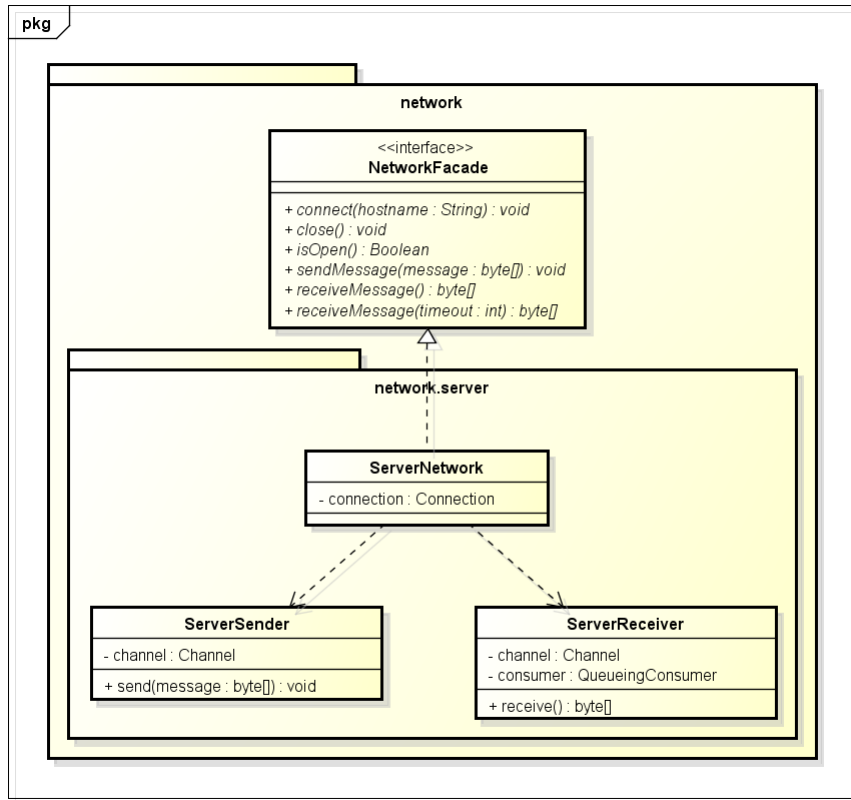 pkg
network
<<interface>>
NetworkFacade
+ connect(hostname : String) : void
+ close() : void
+ isOpen() : Boolean
+ sendMessage(message : byte[]) : void
+ receiveMessage() : byte[]
+ receiveMessage(timeout : int) : byte[]
network.server
ServerNetwork
- connection : Connection
ServerSender
- channel : Channel
+ send(message : byte[]) : void
ServerReceiver
- channel : Channel
- consumer : QueueingConsumer
+ receive() : byte[]